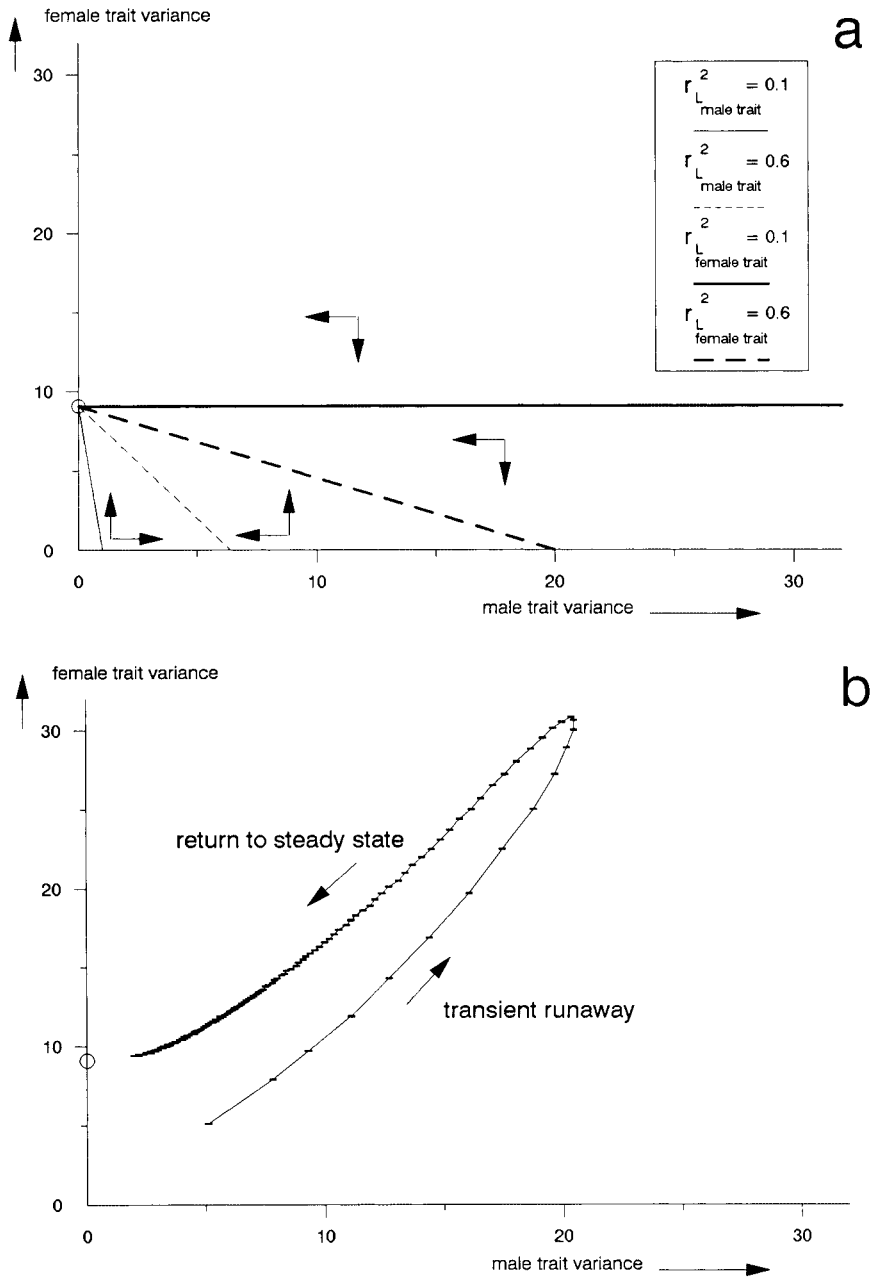 female trait variance
a
30
20
10
0
r_L^2 = 0.1
male trait
r_L^2 = 0.6
male trait
r_L^2 = 0.1
female trait
r_L^2 = 0.6
female trait
0 10 20 30
male trait variance
female trait variance
b
30
20
10
0
return to steady state
transient runaway
0 10 20 30
male trait variance